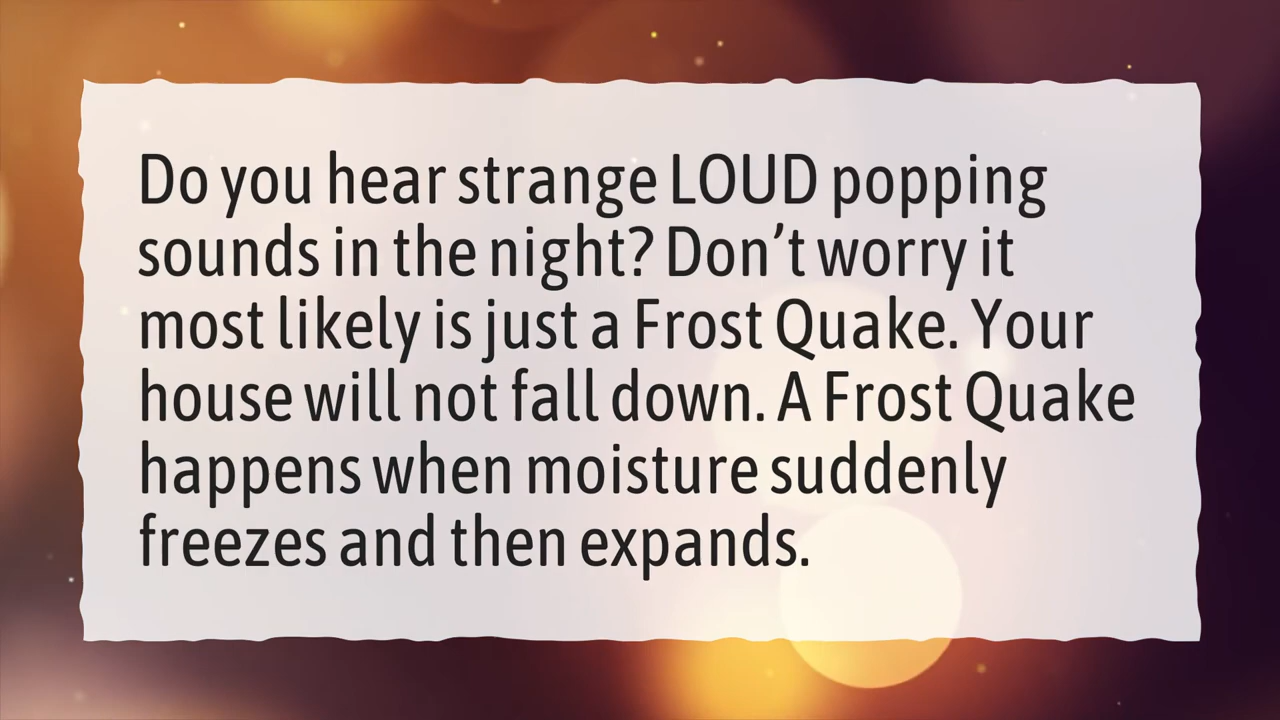 Do you hear strange LOUD popping
sounds in the night? Don’t worry it
most likely is just a Frost Quake. Your
house will not fall down. A Frost Quake
happens when moisture suddenly
freezes and then expands.